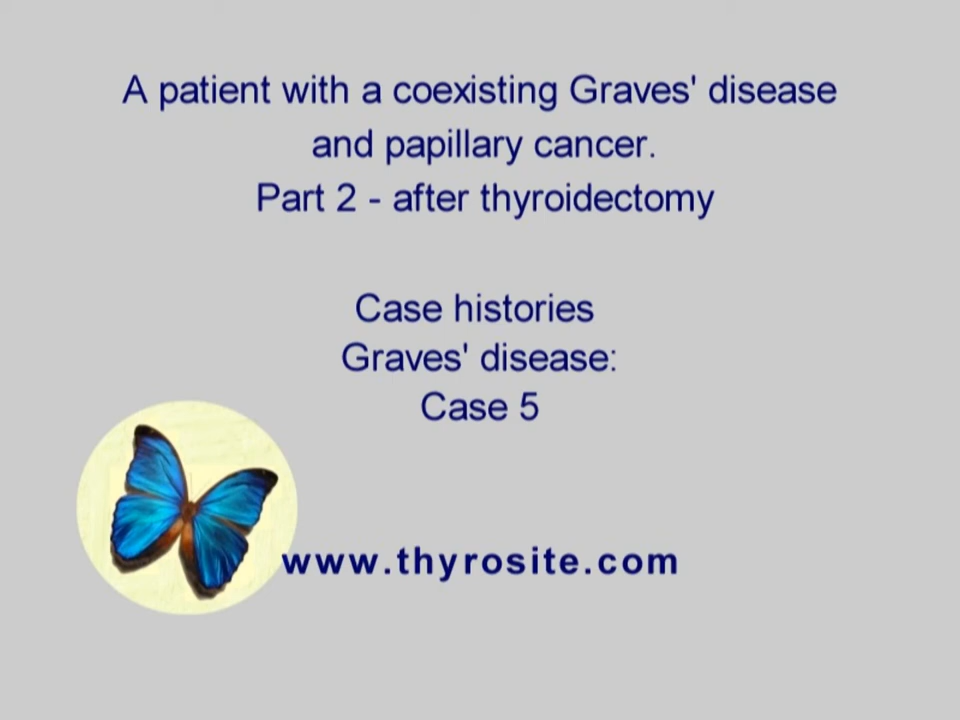 A patient with a coexisting Graves' disease
and papillary cancer.
Part 2 - after thyroidectomy
Case histories
Graves' disease:
Case 5
www.thyrosite.com